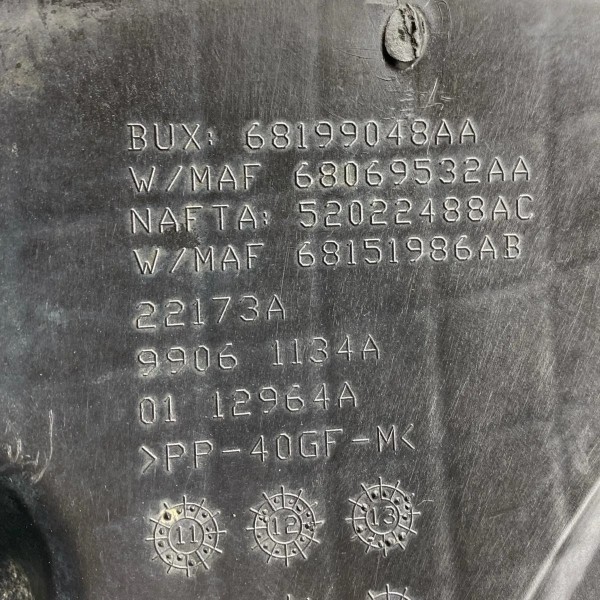 BUX: 68199048AA
W/MAF 68069532AA
NAFTA: 52022488AC
W/MAF 68151986AB
22173A
9906 1134A
01 12964A
>PP-40GF-M<
11 12 13